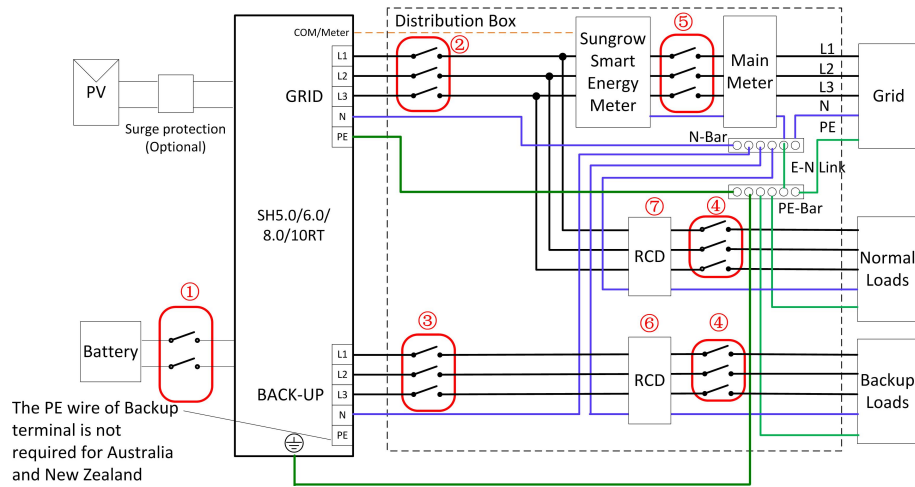 Distribution Box
COM/Meter
②
⑤
Sungrow
Smart
Energy
Meter
Main
Meter
L1
L2
L3
N
PE
Grid
L1
L2
L3
N
PE
GRID
PV
Surge protection
(Optional)
N-Bar
E-N Link
PE-Bar
SH5.0/6.0/
8.0/10RT
⑦
④
RCD
Normal
Loads
①
Battery
③
⑥
④
L1
L2
L3
N
PE
BACK-UP
RCD
Backup
Loads
The PE wire of Backup
terminal is not
required for Australia
and New Zealand